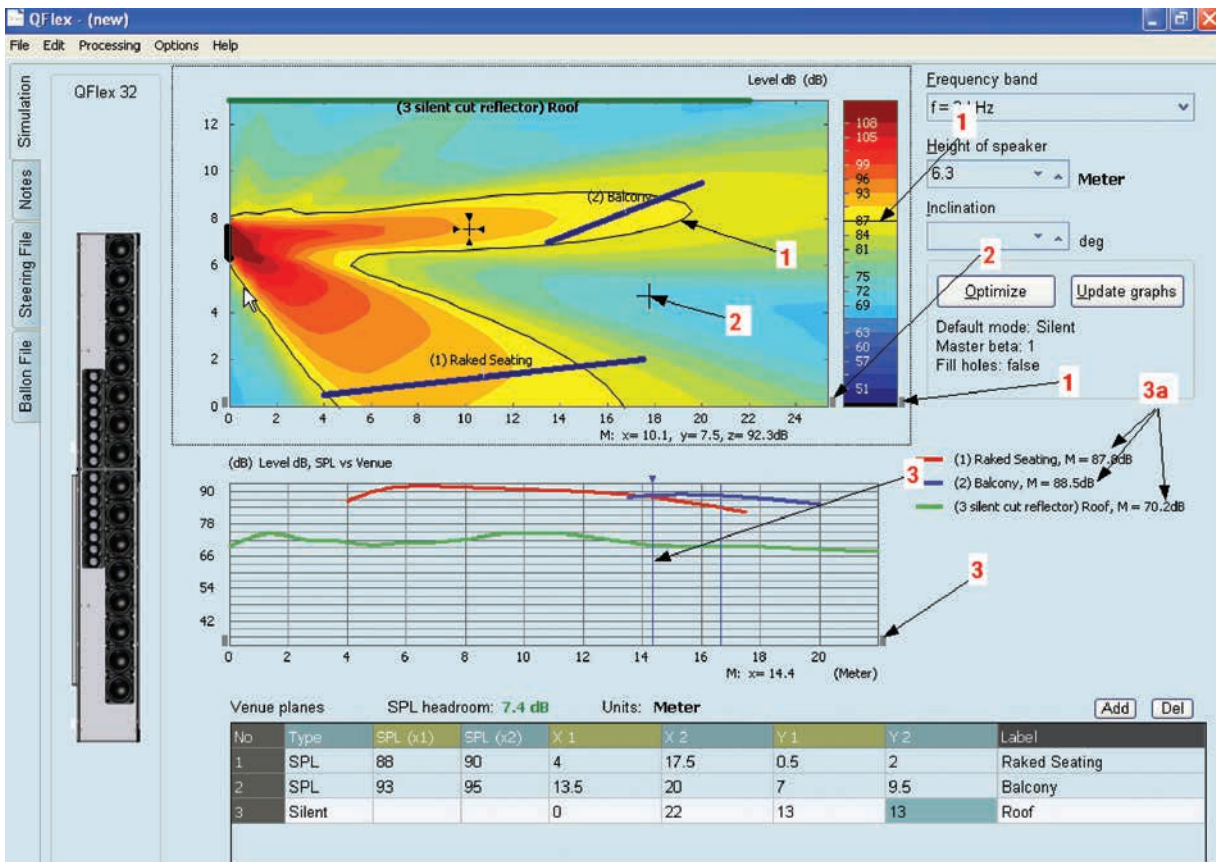 QFlex - (new)
File Edit Processing Options Help
Simulation
Notes
Steering File
Ballon File
QFlex 32
Level dB (dB)
(3 silent cut reflector) Roof
12
10
8
6
4
2
0
0 2 4 6 8 10 12 14 16 18 20 22 24
(2) Balcony
(1) Raked Seating
1
2
M: x= 10.1, y= 7.5, z= 92.3dB
108
105
99
96
93
87
84
81
75
72
69
63
60
57
51
Frequency band
1
Height of speaker
6.3 Meter
Inclination
deg
2
Optimize Update graphs
Default mode: Silent
Master beta: 1
Fill holes: false
1
3a
(dB) Level dB, SPL vs Venue
90
78
66
54
42
0 2 4 6 8 10 12 14 16 18 20
M: x= 14.4 (Meter)
3
(1) Raked Seating, M = 87.0dB
(2) Balcony, M = 88.5dB
(3 silent cut reflector) Roof, M = 70.2dB
3
Venue planes SPL headroom: 7.4 dB Units: Meter Add Del
No Type SPL (x1) SPL (x2) X 1 X 2 Y 1 Y 2 Label
1 SPL 88 90 4 17.5 0.5 2 Raked Seating
2 SPL 93 95 13.5 20 7 9.5 Balcony
3 Silent 0 22 13 13 Roof